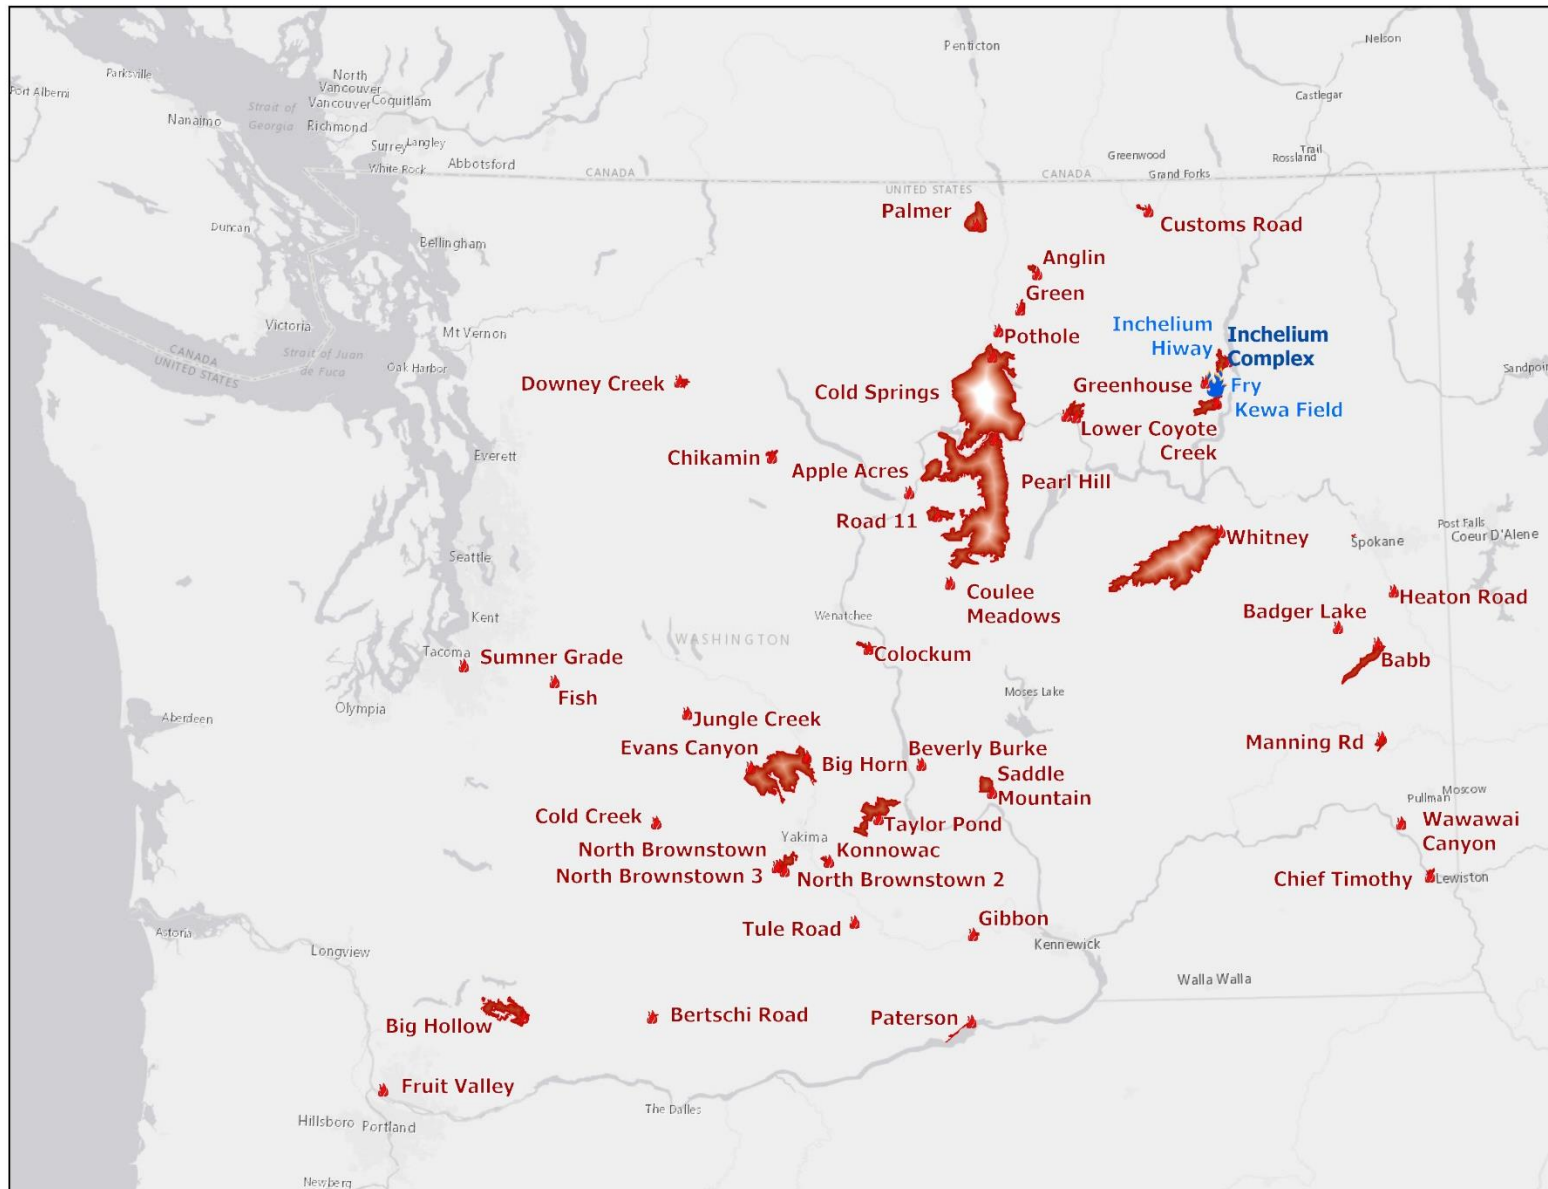 Penticton
Nelson
Parksville
North
Vancouver
Port Alberni
Vancouver
Coquitlam
Castlegar
Strait of
Georgia
Nanaimo
Richmond
Surrey
Langley
Greenwood
Trail
Rossland
White Rock
Abbotsford
CANADA
CANADA
Grand Forks
UNITED STATES
Palmer
Customs Road
Duncan
Bellingham
Anglin
Green
Victoria
Mt Vernon
Pothole
Inchelium
Hiway
Inchelium
Complex
CANADA
UNITED STATES
Strait of Juan
de Fuca
Oak Harbor
Sandpoin
Downey Creek
Cold Springs
Greenhouse
Fry
Kewa Field
Lower Coyote
Creek
Everett
Chikamin
Apple Acres
Pearl Hill
Road 11
Post Falls
Coeur D'Alene
Whitney
Spokane
Seattle
Coulee
Meadows
Heaton Road
Kent
Wenatchee
Badger Lake
WASHINGTON
Tacoma
Sumner Grade
Colockum
Babb
Fish
Moses Lake
Olympia
Aberdeen
Jungle Creek
Evans Canyon
Big Horn
Beverly Burke
Manning Rd
Saddle
Mountain
Moscow
Pullman
Cold Creek
Taylor Pond
Wawawai
Canyon
Yakima
North Brownstown
Konnowac
North Brownstown 3
North Brownstown 2
Chief Timothy
Lewiston
Gibbon
Tule Road
Astoria
Longview
Kennewick
Walla Walla
Big Hollow
Bertschi Road
Paterson
Fruit Valley
The Dalles
Hillsboro
Portland
Newberg